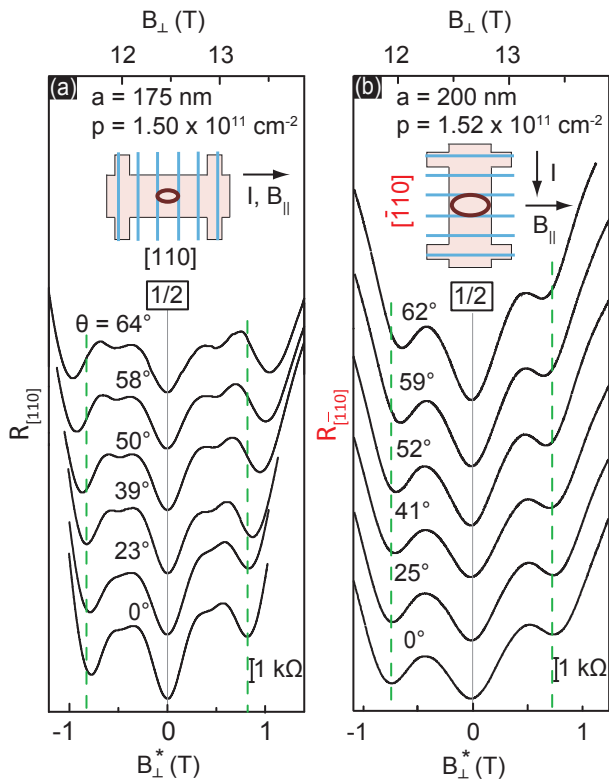 B⊥ (T)
12 13
(a)
a = 175 nm
p = 1.50 x 10¹¹ cm⁻²
I, B||
[110]
1/2
θ = 64°
58°
50°
39°
23°
0°
1 kΩ
R[110]
-1 0 1
B*⊥ (T)
B⊥ (T)
12 13
(b)
a = 200 nm
p = 1.52 x 10¹¹ cm⁻²
[1̄10]
I
B||
1/2
62°
59°
52°
41°
25°
0°
1 kΩ
R[1̄10]
-1 0 1
B*⊥ (T)